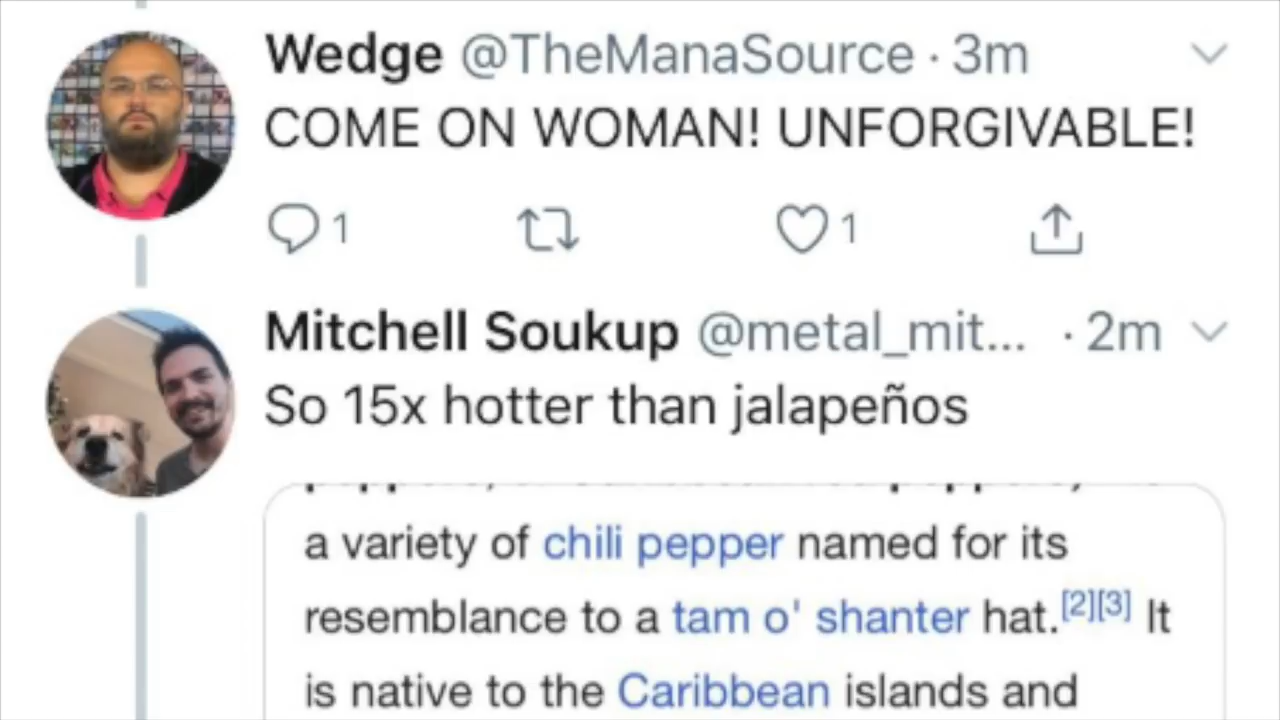 Wedge @TheManaSource · 3m
COME ON WOMAN! UNFORGIVABLE!
1 1
Mitchell Soukup @metal_mit... · 2m
So 15x hotter than jalapeños
a variety of chili pepper named for its
resemblance to a tam o' shanter hat.[2][3] It
is native to the Caribbean islands and